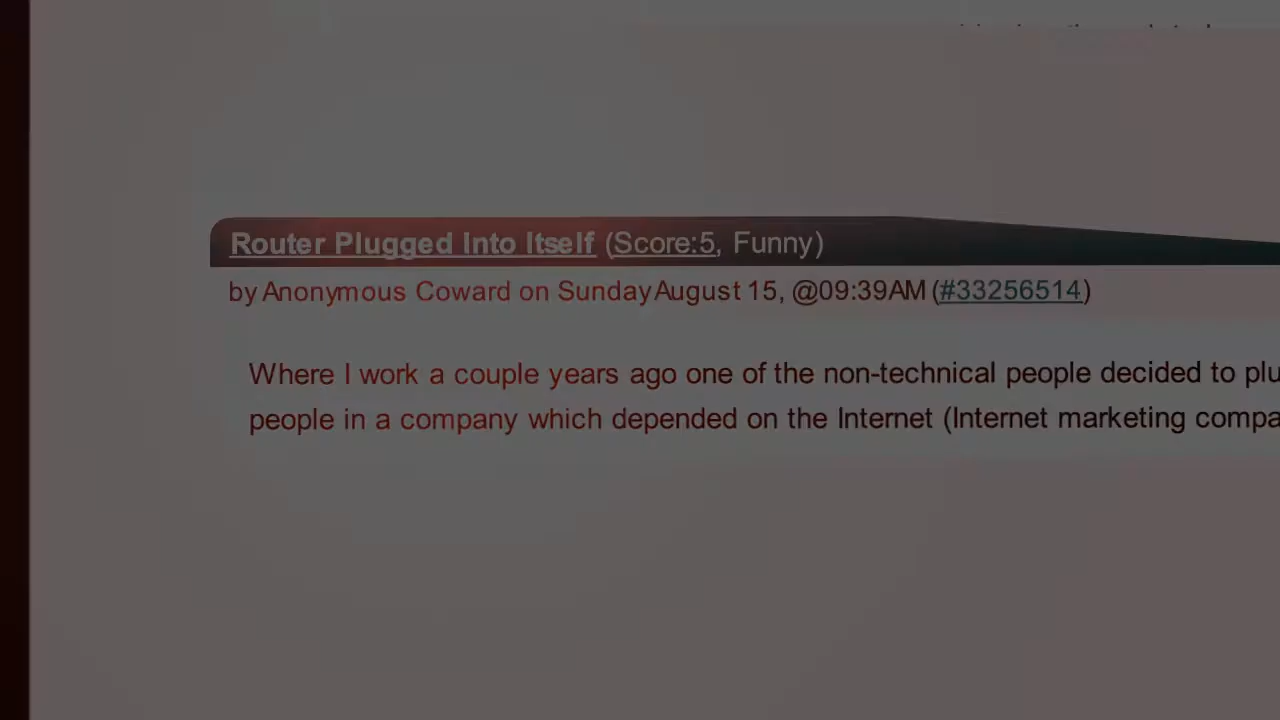 Router Plugged Into Itself (Score:5, Funny)
by Anonymous Coward on Sunday August 15, @09:39AM (#33256514)
Where I work a couple years ago one of the non-technical people decided to
people in a company which depended on the Internet (Internet marketing